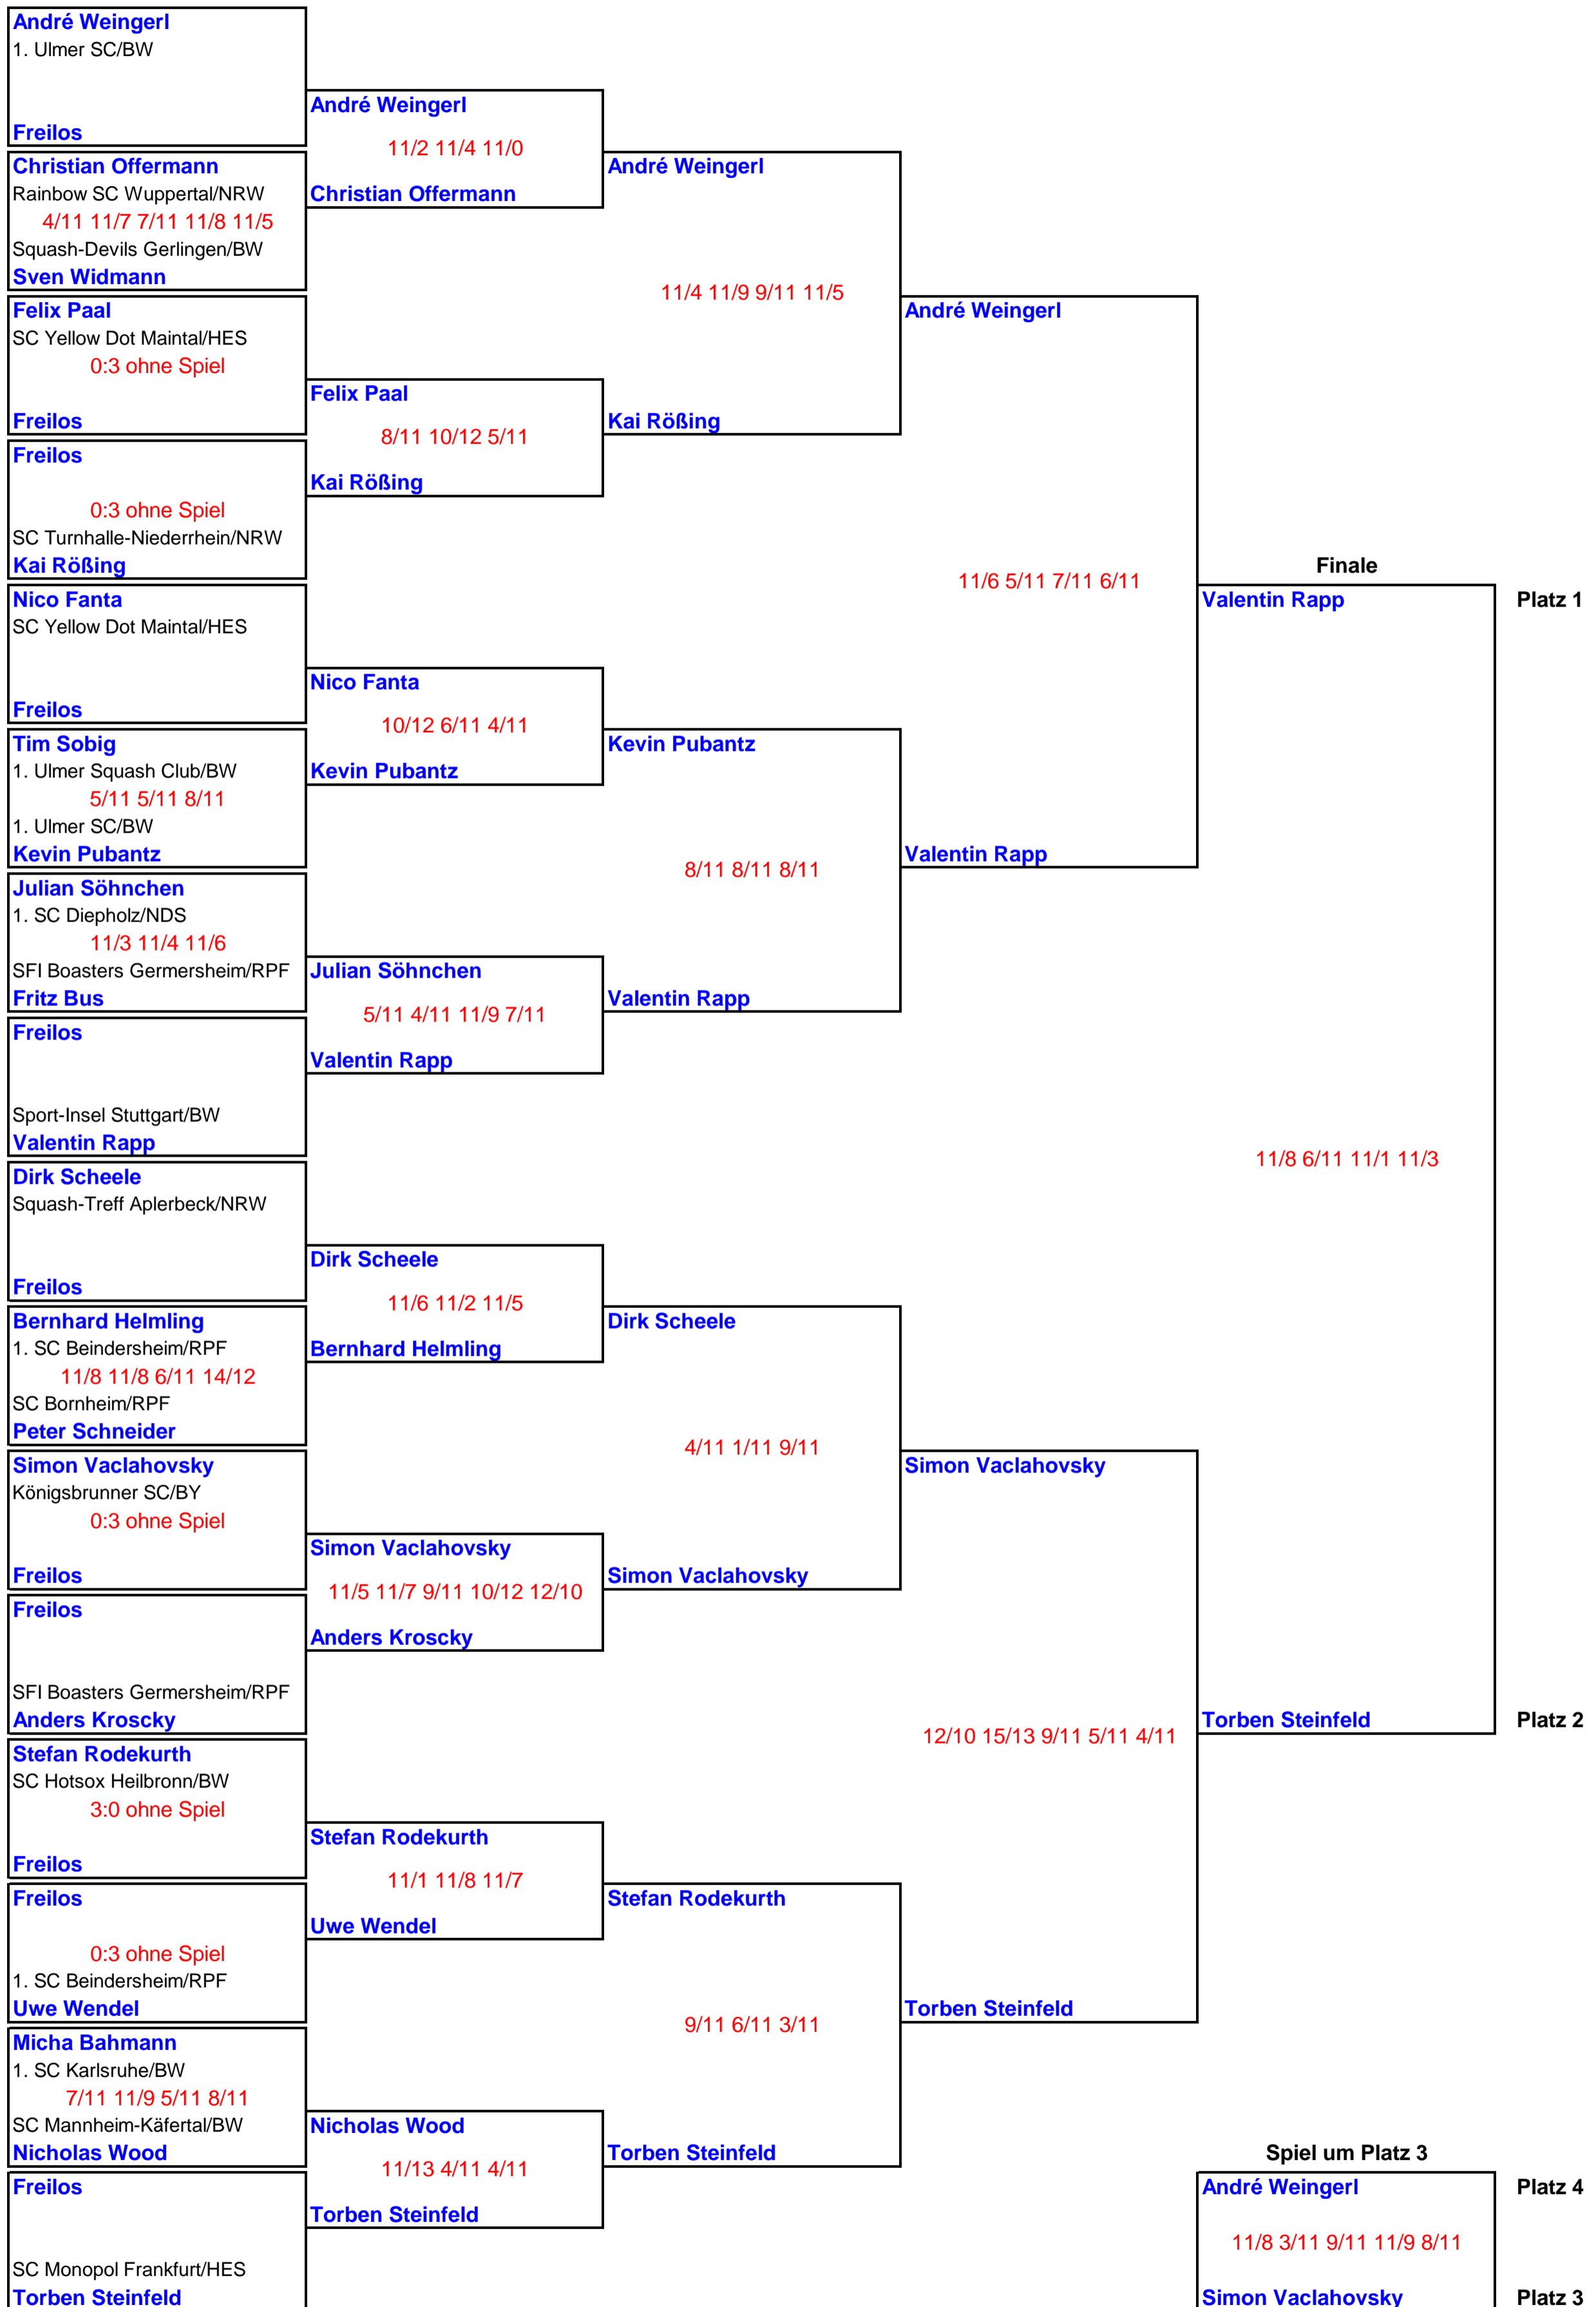 André Weingerl
1. Ulmer SC/BW
Freilos
Christian Offermann
Rainbow SC Wuppertal/NRW
4/11 11/7 7/11 11/8 11/5
Squash-Devils Gerlingen/BW
Sven Widmann
Felix Paal
SC Yellow Dot Maintal/HES
0:3 ohne Spiel
Freilos
Freilos
0:3 ohne Spiel
SC Turnhalle-Niederrhein/NRW
Kai Rößing
Nico Fanta
SC Yellow Dot Maintal/HES
Freilos
Tim Sobig
1. Ulmer Squash Club/BW
5/11 5/11 8/11
1. Ulmer SC/BW
Kevin Pubantz
Julian Söhnchen
1. SC Diepholz/NDS
11/3 11/4 11/6
SFI Boasters Germersheim/RPF
Fritz Bus
Freilos
Sport-Insel Stuttgart/BW
Valentin Rapp
Dirk Scheele
Squash-Treff Aplerbeck/NRW
Freilos
Bernhard Helmling
1. SC Beindersheim/RPF
11/8 11/8 6/11 14/12
SC Bornheim/RPF
Peter Schneider
Simon Vaclahovsky
Königsbrunner SC/BY
0:3 ohne Spiel
Freilos
Freilos
SFI Boasters Germersheim/RPF
Anders Kroscky
Stefan Rodekurth
SC Hotsox Heilbronn/BW
3:0 ohne Spiel
Freilos
Freilos
0:3 ohne Spiel
1. SC Beindersheim/RPF
Uwe Wendel
Micha Bahmann
1. SC Karlsruhe/BW
7/11 11/9 5/11 8/11
SC Mannheim-Käfertal/BW
Nicholas Wood
Freilos
SC Monopol Frankfurt/HES
Torben Steinfeld
André Weingerl
11/2 11/4 11/0
Christian Offermann
Felix Paal
8/11 10/12 5/11
Kai Rößing
Nico Fanta
10/12 6/11 4/11
Kevin Pubantz
Julian Söhnchen
5/11 4/11 11/9 7/11
Valentin Rapp
Dirk Scheele
11/6 11/2 11/5
Bernhard Helmling
Simon Vaclahovsky
11/5 11/7 9/11 10/12 12/10
Anders Kroscky
Stefan Rodekurth
11/1 11/8 11/7
Uwe Wendel
Nicholas Wood
11/13 4/11 4/11
Torben Steinfeld
André Weingerl
11/4 11/9 9/11 11/5
Kai Rößing
Kevin Pubantz
8/11 8/11 8/11
Valentin Rapp
Dirk Scheele
4/11 1/11 9/11
Simon Vaclahovsky
Stefan Rodekurth
9/11 6/11 3/11
Torben Steinfeld
André Weingerl
11/6 5/11 7/11 6/11
Valentin Rapp
Simon Vaclahovsky
12/10 15/13 9/11 5/11 4/11
Torben Steinfeld
Finale
Valentin Rapp
Platz 1
11/8 6/11 11/1 11/3
Torben Steinfeld
Platz 2
Spiel um Platz 3
André Weingerl
Platz 4
11/8 3/11 9/11 11/9 8/11
Simon Vaclahovsky
Platz 3